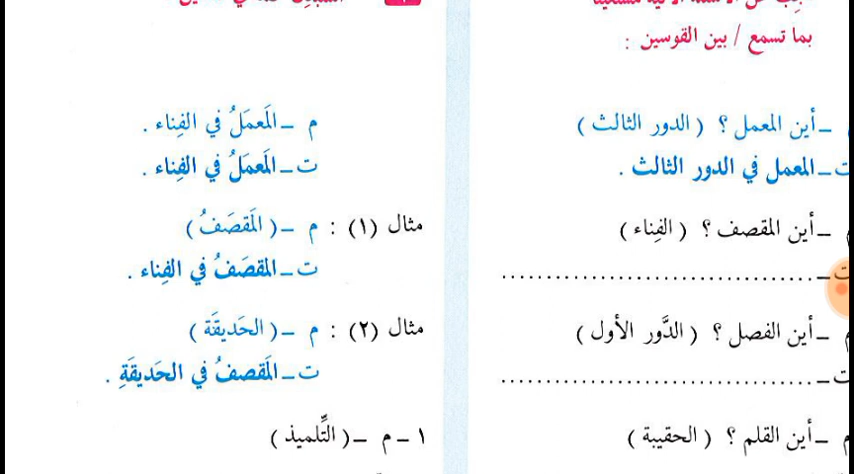 بما تسمع / بين القوسين :
ـ أين المعمل ؟ ( الدور الثالث )
ت ـ المعمل في الدور الثالث .
م ـ أين المقصف ؟ ( الفِناء )
ت ـ ........................................
م ـ أين الفصل ؟ ( الدَّور الأول )
ت ـ ........................................
م ـ أين القلم ؟ ( الحقيبة )
م ـ المَعمَلُ في الفِناء .
ت ـ المَعمَلُ في الفِناء .
مثال (١) : م ـ ( المَقصَفُ )
ت ـ المَقصَفُ في الفِناء .
مثال (٢) : م ـ ( الحَديقَة )
ت ـ المَقصفُ في الحَديقَةِ .
١ ـ م ـ ( التِّلميذ )